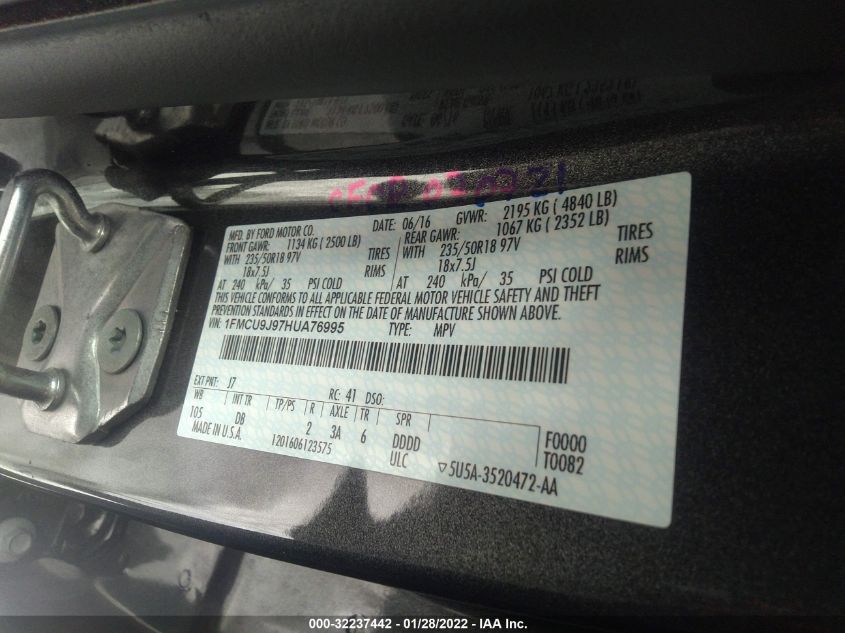 MFD. BY FORD MOTOR CO.
DATE: 06/16 GVWR: 2195 KG ( 4840 LB)
FRONT GAWR: 1134 KG ( 2500 LB)
REAR GAWR: 1067 KG ( 2352 LB)
WITH 235/50R18 97V TIRES
WITH 235/50R18 97V TIRES
18x7.5J RIMS
18x7.5J RIMS
AT 240 kPa/ 35 PSI COLD
AT 240 kPa/ 35 PSI COLD
THIS VEHICLE CONFORMS TO ALL APPLICABLE FEDERAL MOTOR VEHICLE SAFETY AND THEFT
PREVENTION STANDARDS IN EFFECT ON THE DATE OF MANUFACTURE SHOWN ABOVE.
VIN: 1FMCU9J97HUA76995 TYPE: MPV
EXT PNT: J7 RC: 41 DSO:
WB INT TR TP/PS R AXLE TR SPR
105 DB 2 3A 6 DDDD F0000
MADE IN U.S.A. 1201606123575 ULC T0082
▽5U5A-3520472-AA
000-32237442 - 01/28/2022 - IAA Inc.